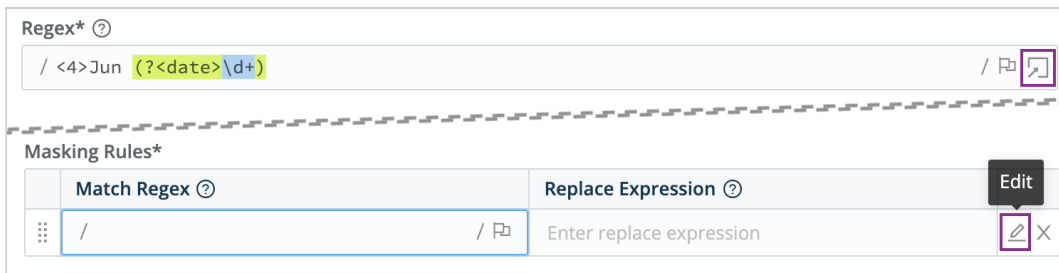 Regex*
/ <4>Jun (?<date>\d+) /
Masking Rules*
Match Regex Replace Expression Edit
/ / Enter replace expression